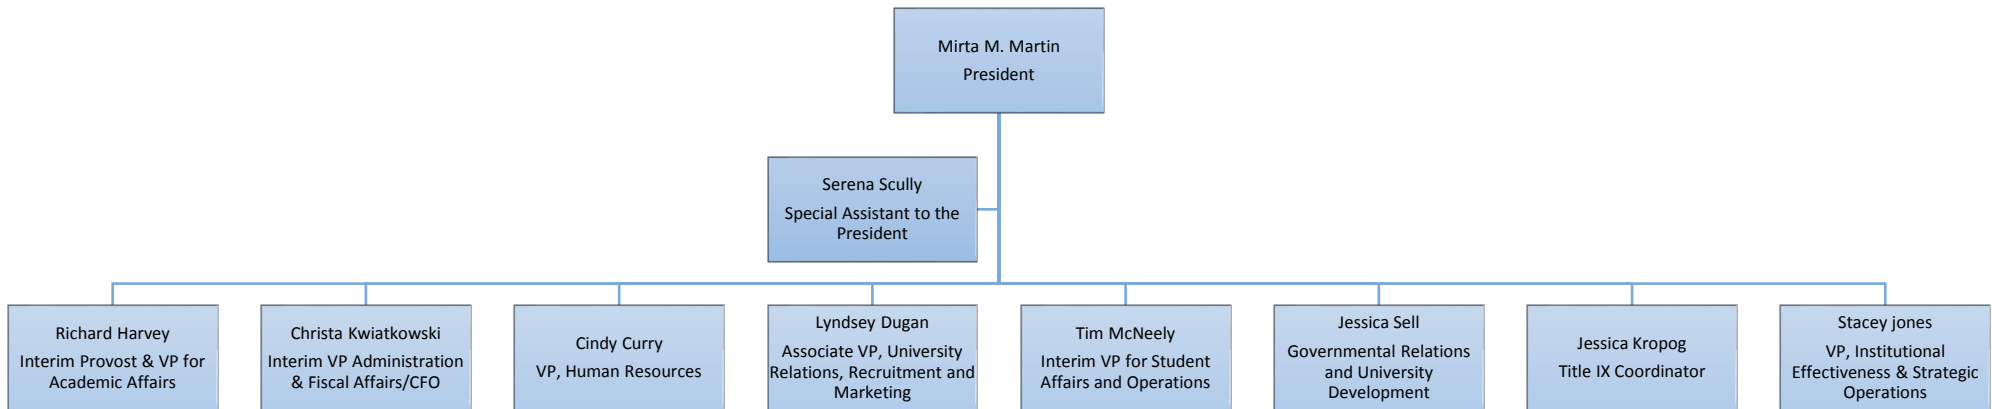 Mirta M. Martin
President
Serena Scully
Special Assistant to the
President
Richard Harvey
Interim Provost & VP for
Academic Affairs
Christa Kwiatkowski
Interim VP Administration
& Fiscal Affairs/CFO
Cindy Curry
VP, Human Resources
Lyndsey Dugan
Associate VP, University
Relations, Recruitment and
Marketing
Tim McNeely
Interim VP for Student
Affairs and Operations
Jessica Sell
Governmental Relations
and University
Development
Jessica Kropog
Title IX Coordinator
Stacey jones
VP, Institutional
Effectiveness & Strategic
Operations